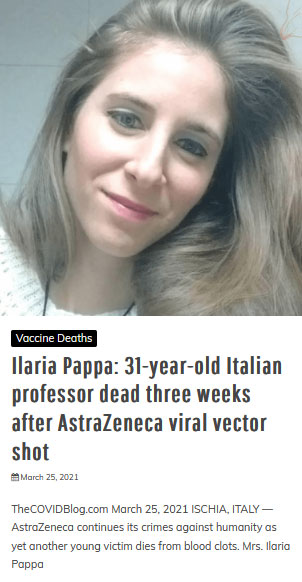 Vaccine Deaths
Ilaria Pappa: 31-year-old Italian
professor dead three weeks
after AstraZeneca viral vector
shot
March 25, 2021
TheCOVIDBlog.com March 25, 2021 ISCHIA, ITALY —
AstraZeneca continues its crimes against humanity as
yet another young victim dies from blood clots. Mrs. Ilaria
Pappa